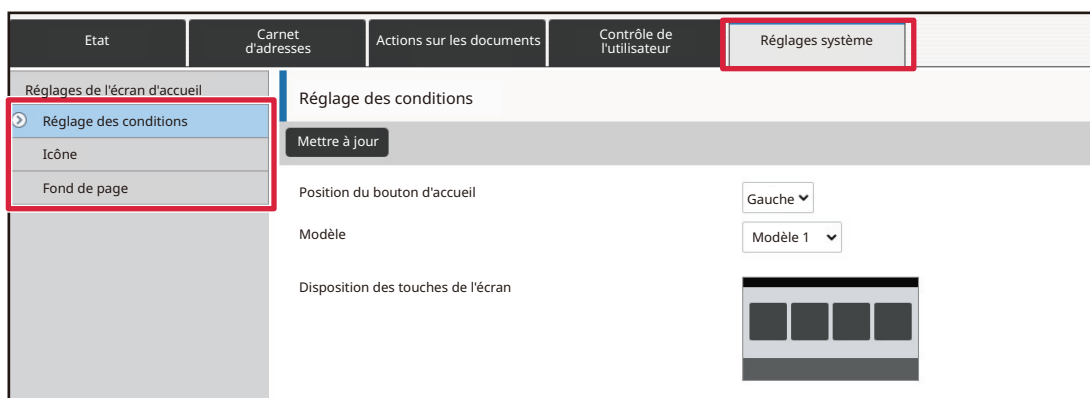 Etat
Carnet
d'adresses
Actions sur les documents
Contrôle de
l'utilisateur
Réglages système
Réglages de l'écran d'accueil
Réglage des conditions
Icône
Fond de page
Réglage des conditions
Mettre à jour
Position du bouton d'accueil
Gauche
Modèle
Modèle 1
Disposition des touches de l'écran